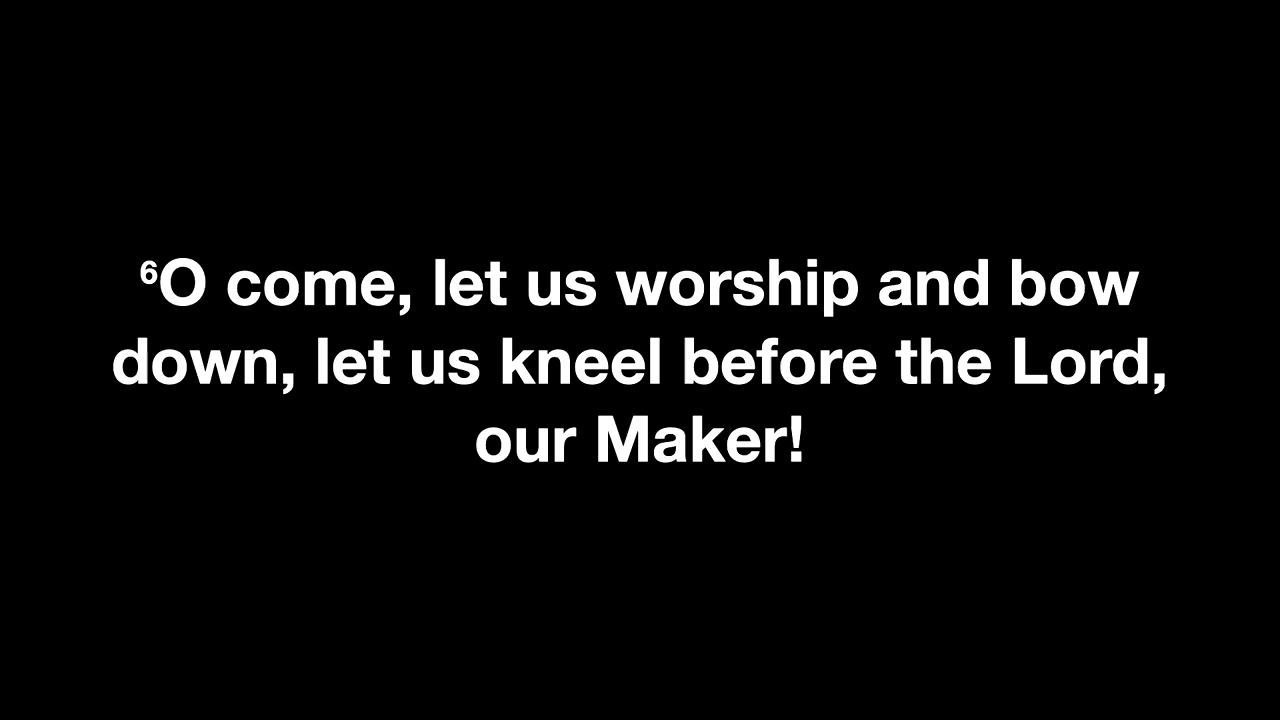 ⁶O come, let us worship and bow
down, let us kneel before the Lord,
our Maker!